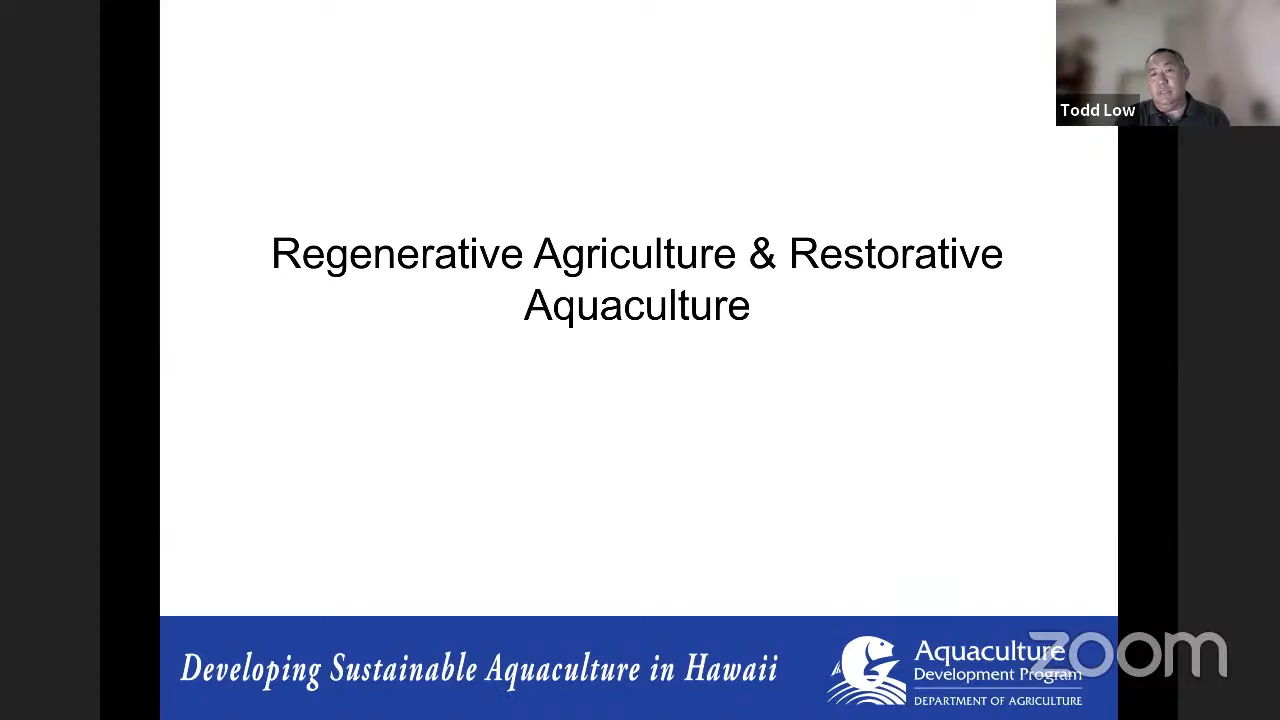 Todd Low
Regenerative Agriculture & Restorative
Aquaculture
Developing Sustainable Aquaculture in Hawaii
Aquaculture
Development Program
DEPARTMENT OF AGRICULTURE
zoom